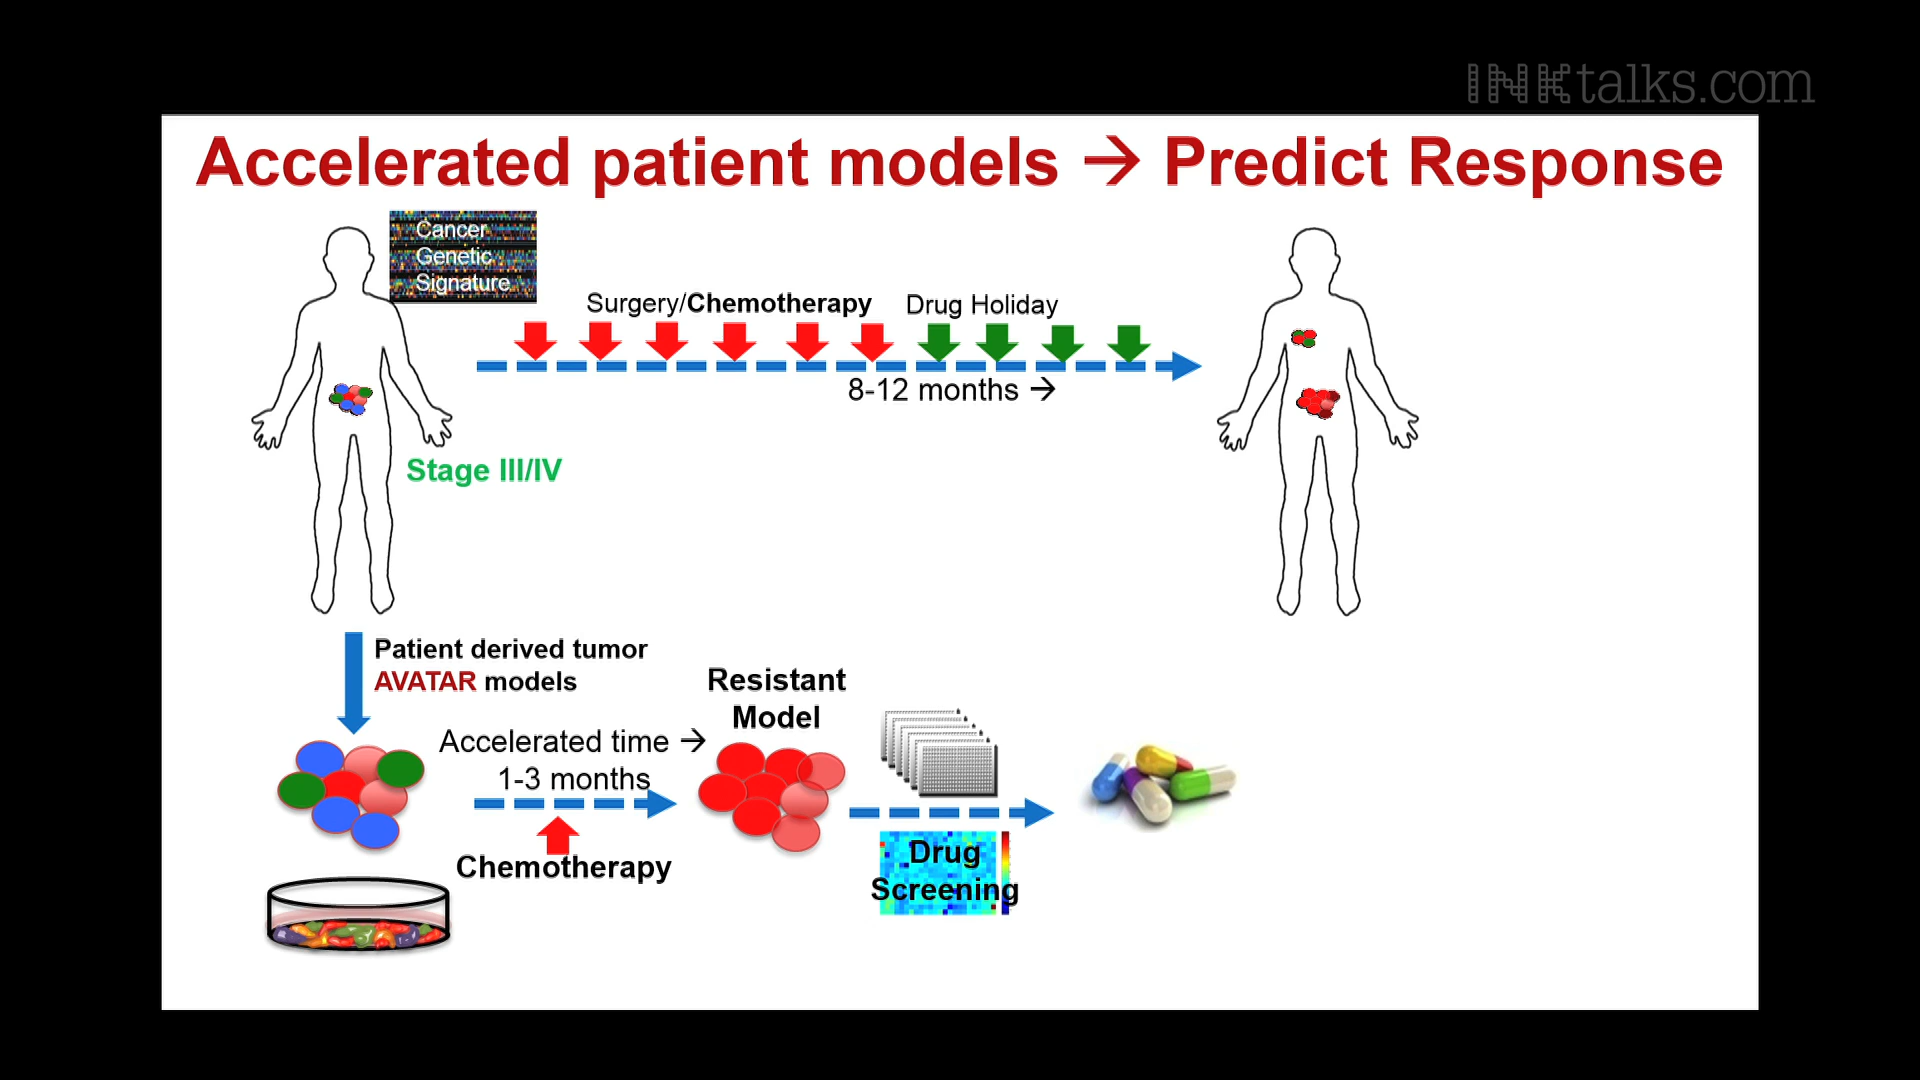 INKtalks.com
Accelerated patient models → Predict Response
Cancer
Genetic
Signature
Surgery/Chemotherapy
Drug Holiday
8-12 months →
Stage III/IV
Patient derived tumor
AVATAR models
Accelerated time →
1-3 months
Chemotherapy
Resistant
Model
Drug
Screening